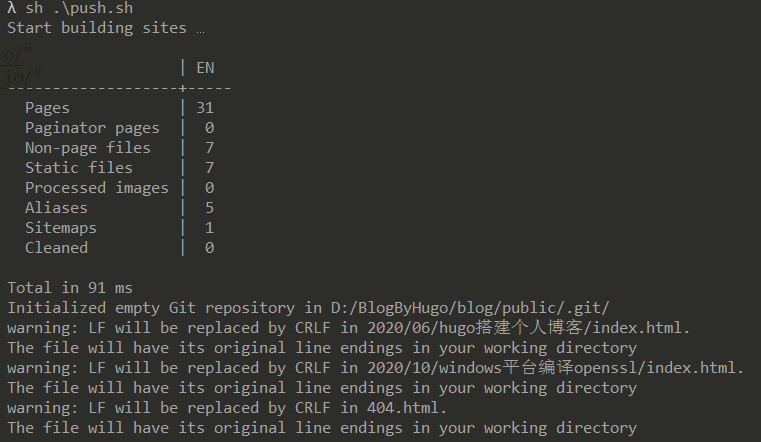 λ sh .\push.sh
Start building sites …
io/"
sio/"
| EN
-------------------+-----
Pages | 31
Paginator pages | 0
Non-page files | 7
Static files | 7
Processed images | 0
Aliases | 5
Sitemaps | 1
Cleaned | 0
Total in 91 ms
Initialized empty Git repository in D:/BlogByHugo/blog/public/.git/
warning: LF will be replaced by CRLF in 2020/06/hugo搭建个人博客/index.html.
The file will have its original line endings in your working directory
warning: LF will be replaced by CRLF in 2020/10/windows平台编译openssl/index.html.
The file will have its original line endings in your working directory
warning: LF will be replaced by CRLF in 404.html.
The file will have its original line endings in your working directory